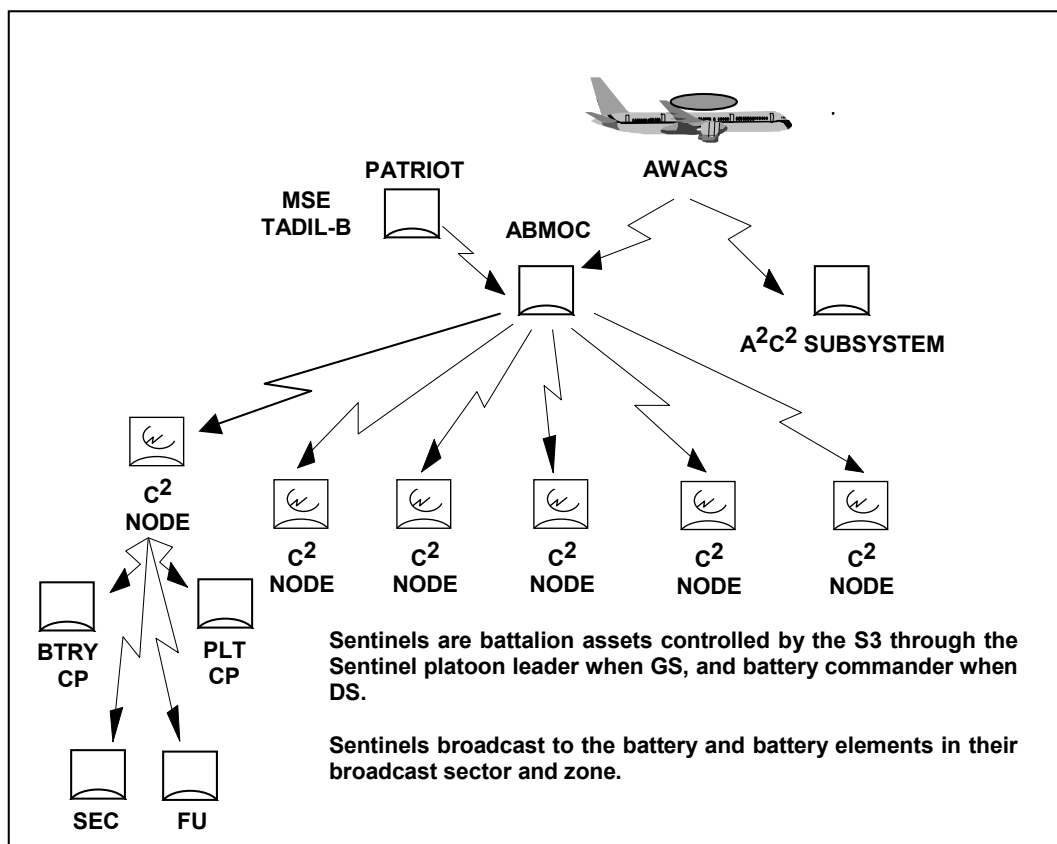 PATRIOT
AWACS
MSE
TADIL-B
ABMOC
A²C² SUBSYSTEM
C²
NODE
C²
NODE
C²
NODE
C²
NODE
C²
NODE
C²
NODE
BTRY
CP
PLT
CP
Sentinels are battalion assets controlled by the S3 through the
Sentinel platoon leader when GS, and battery commander when
DS.
Sentinels broadcast to the battery and battery elements in their
broadcast sector and zone.
SEC
FU